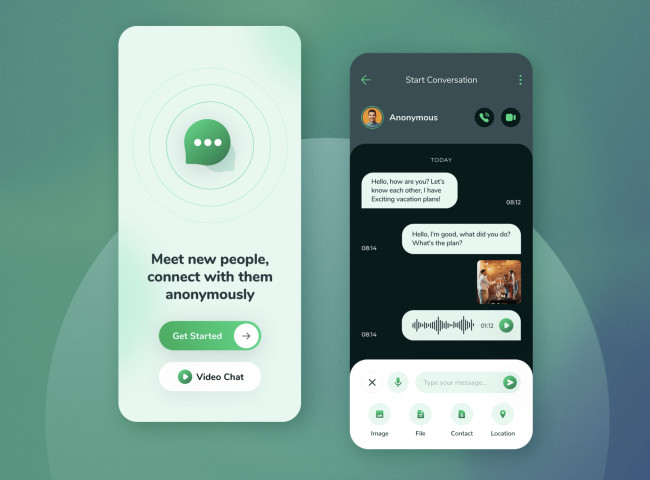 Meet new people,
connect with them
anonymously
Get Started
Video Chat
Start Conversation
Anonymous
TODAY
Hello, how are you? Let's
know each other, I have
Exciting vacation plans!
08:12
Hello, I'm good, what did you do?
What's the plan?
08:14
01:12
08:14
Type your message...
Image
File
Contact
Location